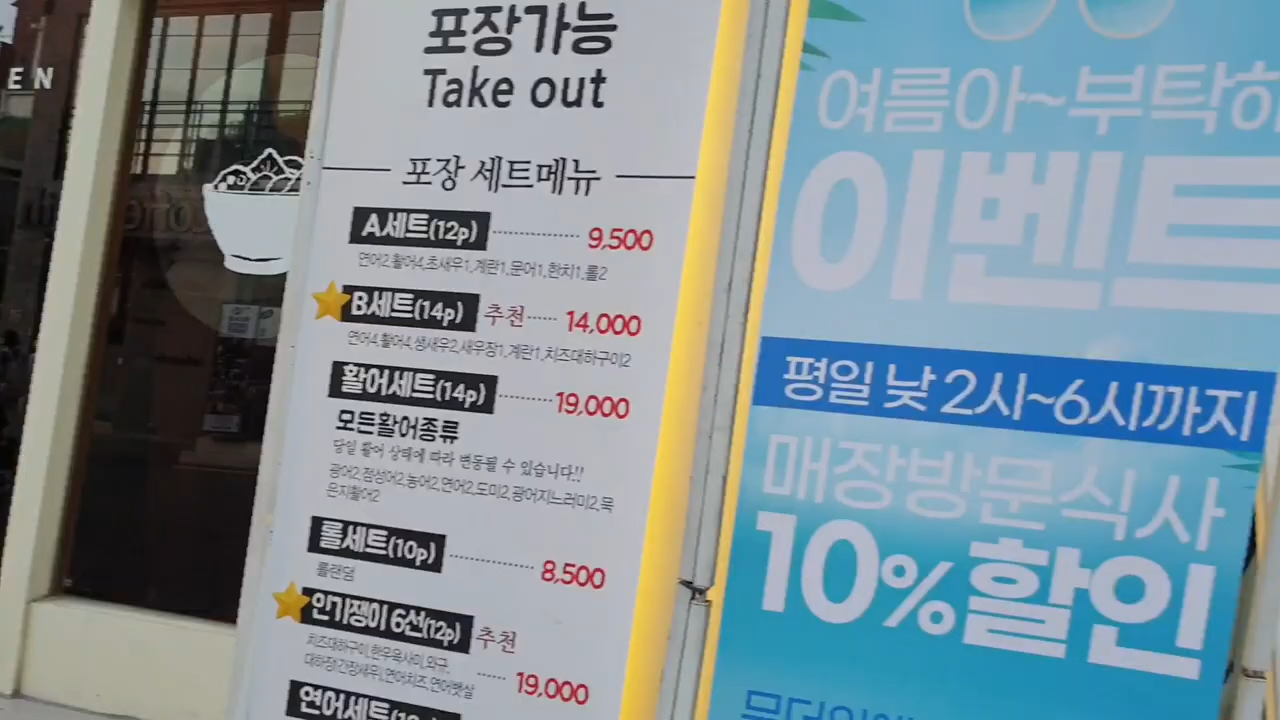 EN
포장가능
Take out
포장 세트메뉴
A세트(12p) 9,500
연어2,활어4,초새우1,계란1,문어1,한치1,롤2
B세트(14p) 추천 14,000
연어4,활어4,생새우2,새우장1,계란1,치즈대하구이2
활어세트(14p) 19,000
모든활어종류
당일 활어 상태에 따라 변동될 수 있습니다!!
광어2,점성어2,농어2,연어2,도미2,광어지느러미2,묵
은지활어2
롤세트(10p) 8,500
롤랜덤
인기쟁이 6선(12p) 추천
치즈대하구이,한우육사이,와규,
대하장(간장새우),연어치즈,연어뱃살
19,000
연어세트
여름아~부탁해
이벤트
평일 낮 2시~6시까지
매장방문식사
10%할인